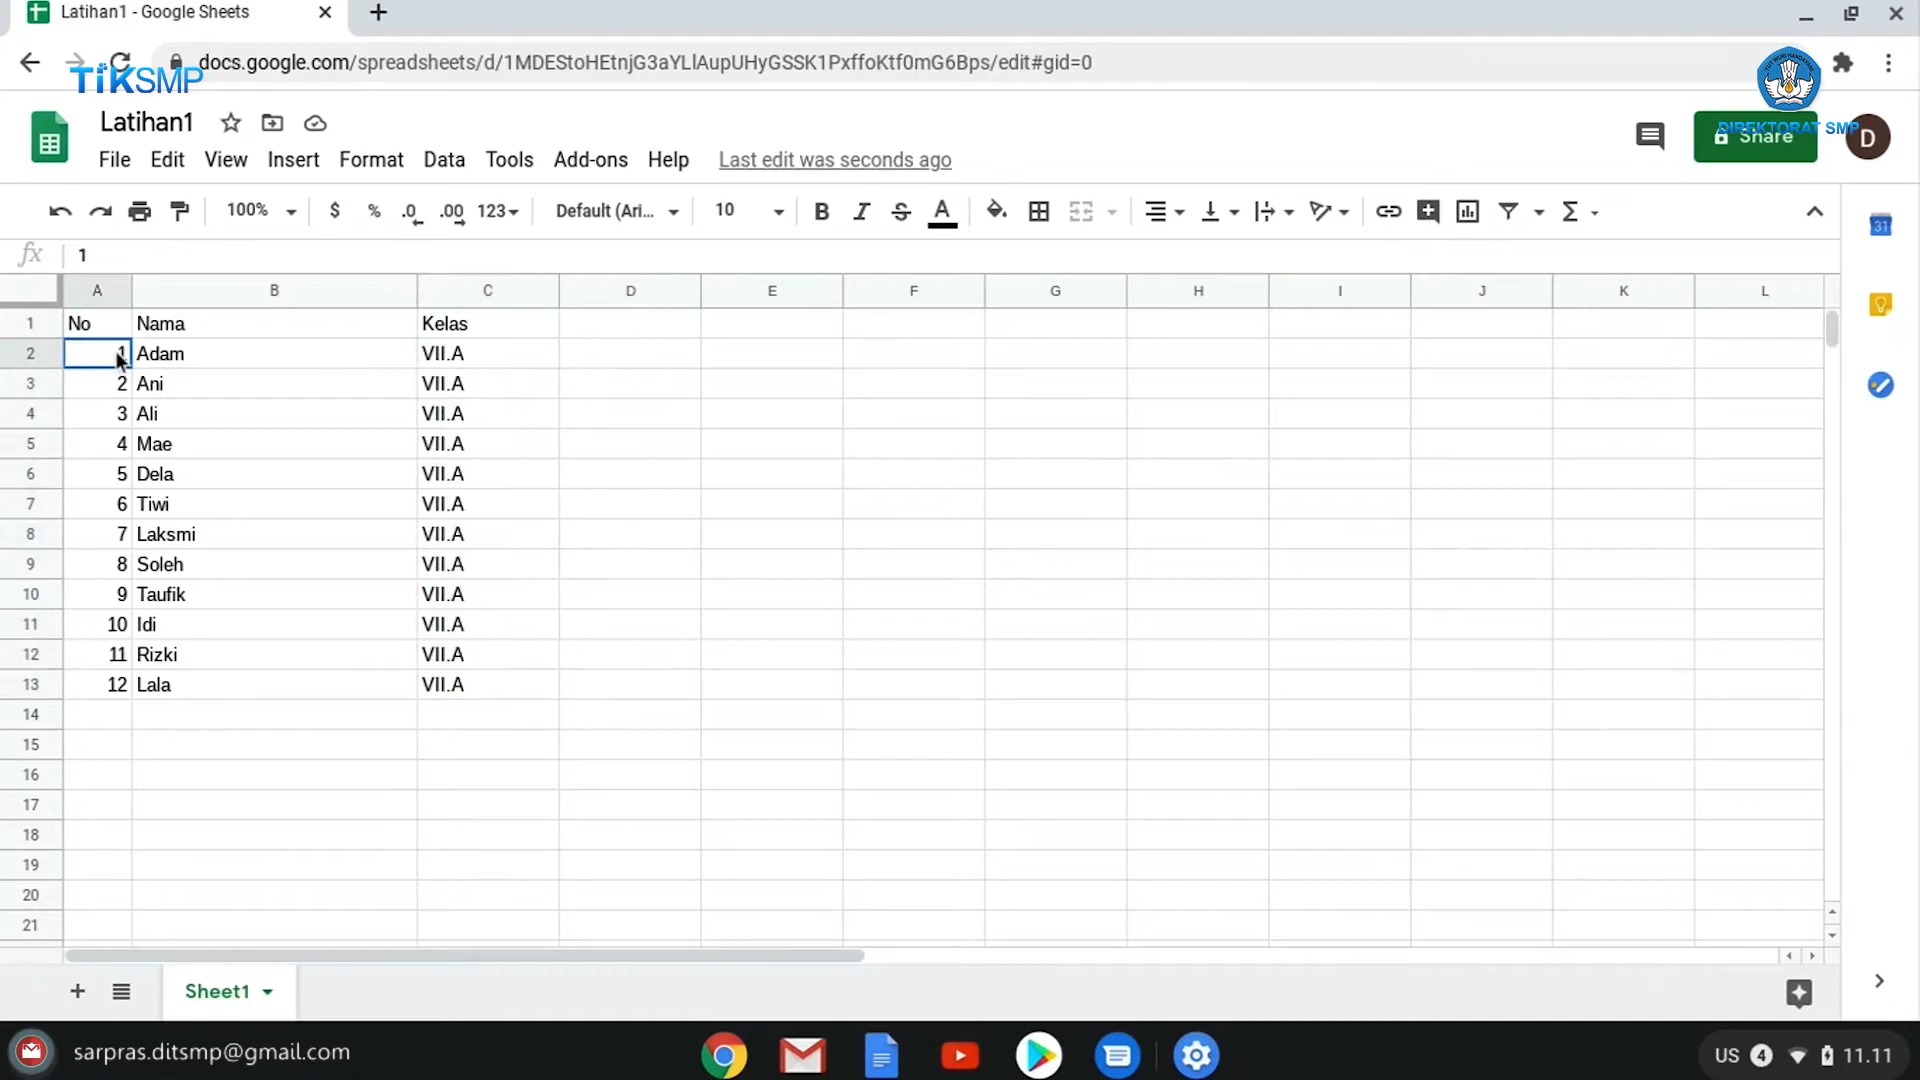 Latihan1 - Google Sheets
docs.google.com/spreadsheets/d/1MDEStoHEtnjG3aYLlAupUHyGSSK1PxffoKtf0mG6Bps/edit#gid=0
TiKSMP
DIREKTORAT SMP
Latihan1
Share
D
File Edit View Insert Format Data Tools Add-ons Help Last edit was seconds ago
100% $ % .0 .00 123 Default (Ari... 10 B I S A Σ
31
fx 1
A B C D E F G H I J K L
1 No Nama Kelas
2 1 Adam VII.A
3 2 Ani VII.A
4 3 Ali VII.A
5 4 Mae VII.A
6 5 Dela VII.A
7 6 Tiwi VII.A
8 7 Laksmi VII.A
9 8 Soleh VII.A
10 9 Taufik VII.A
11 10 Idi VII.A
12 11 Rizki VII.A
13 12 Lala VII.A
14
15
16
17
18
19
20
21
Sheet1
sarpras.ditsmp@gmail.com
US 4 11.11